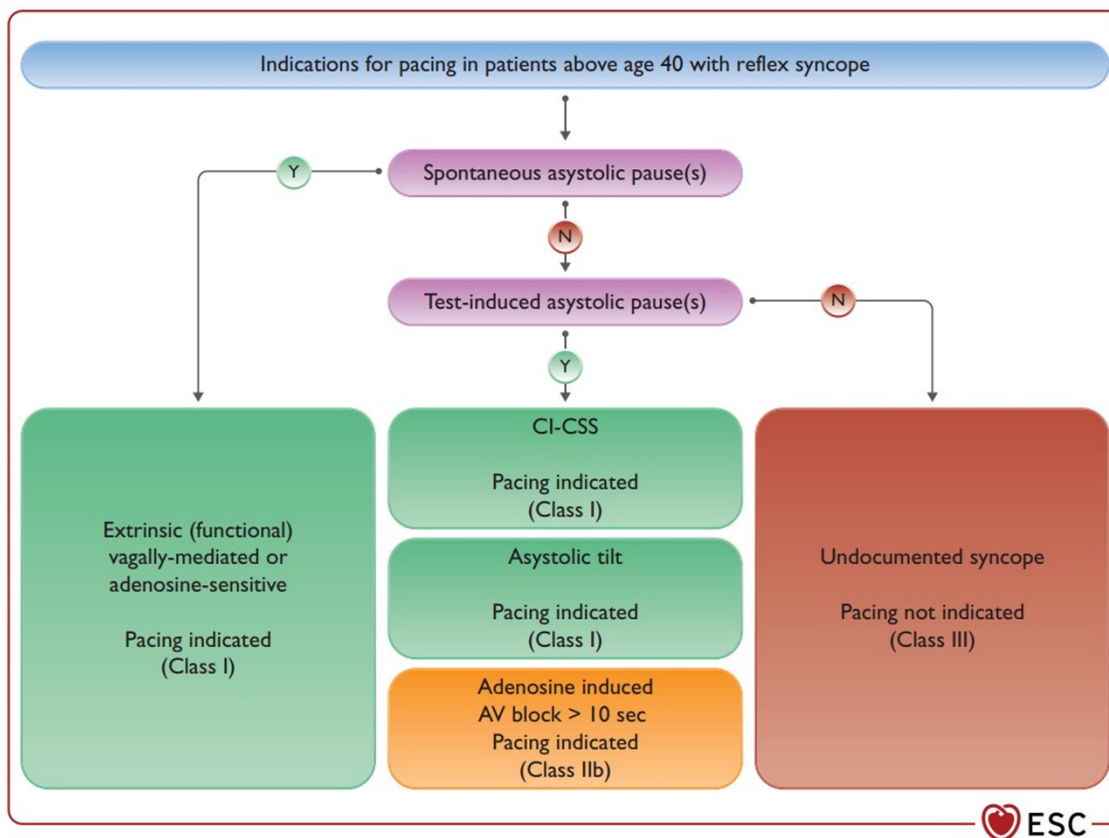 Indications for pacing in patients above age 40 with reflex syncope
Y
Spontaneous asystolic pause(s)
N
Test-induced asystolic pause(s)
N
Y
Extrinsic (functional)
vagally-mediated or
adenosine-sensitive
Pacing indicated
(Class I)
CI-CSS
Pacing indicated
(Class I)
Asystolic tilt
Pacing indicated
(Class I)
Adenosine induced
AV block > 10 sec
Pacing indicated
(Class IIb)
Undocumented syncope
Pacing not indicated
(Class III)
ESC